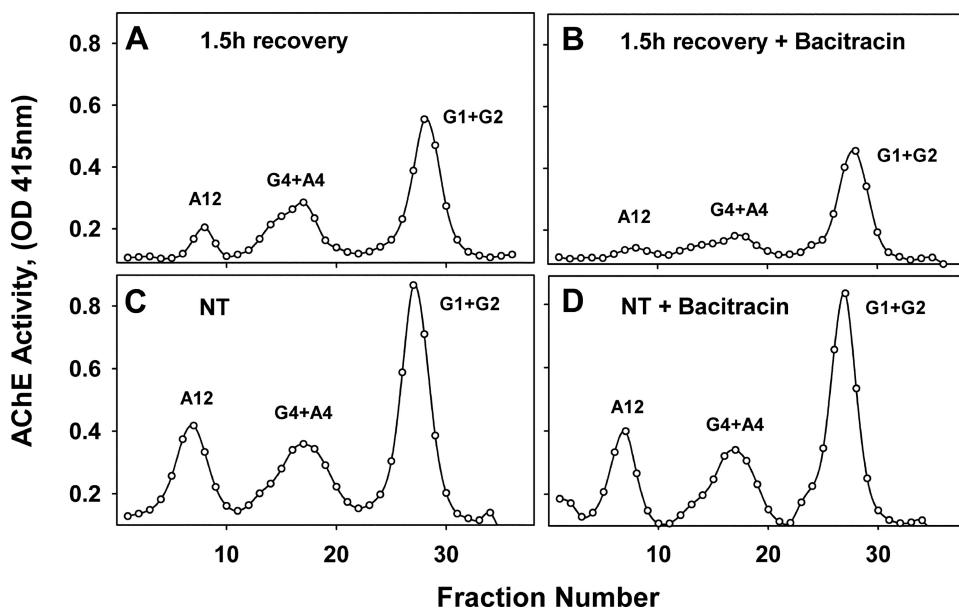 A
1.5h recovery
A12
G4+A4
G1+G2
B
1.5h recovery + Bacitracin
A12
G4+A4
G1+G2
C
NT
A12
G4+A4
G1+G2
D
NT + Bacitracin
A12
G4+A4
G1+G2
AChE Activity, (OD 415nm)
0.8
0.6
0.4
0.2
0.8
0.6
0.4
0.2
10
20
30
10
20
30
Fraction Number